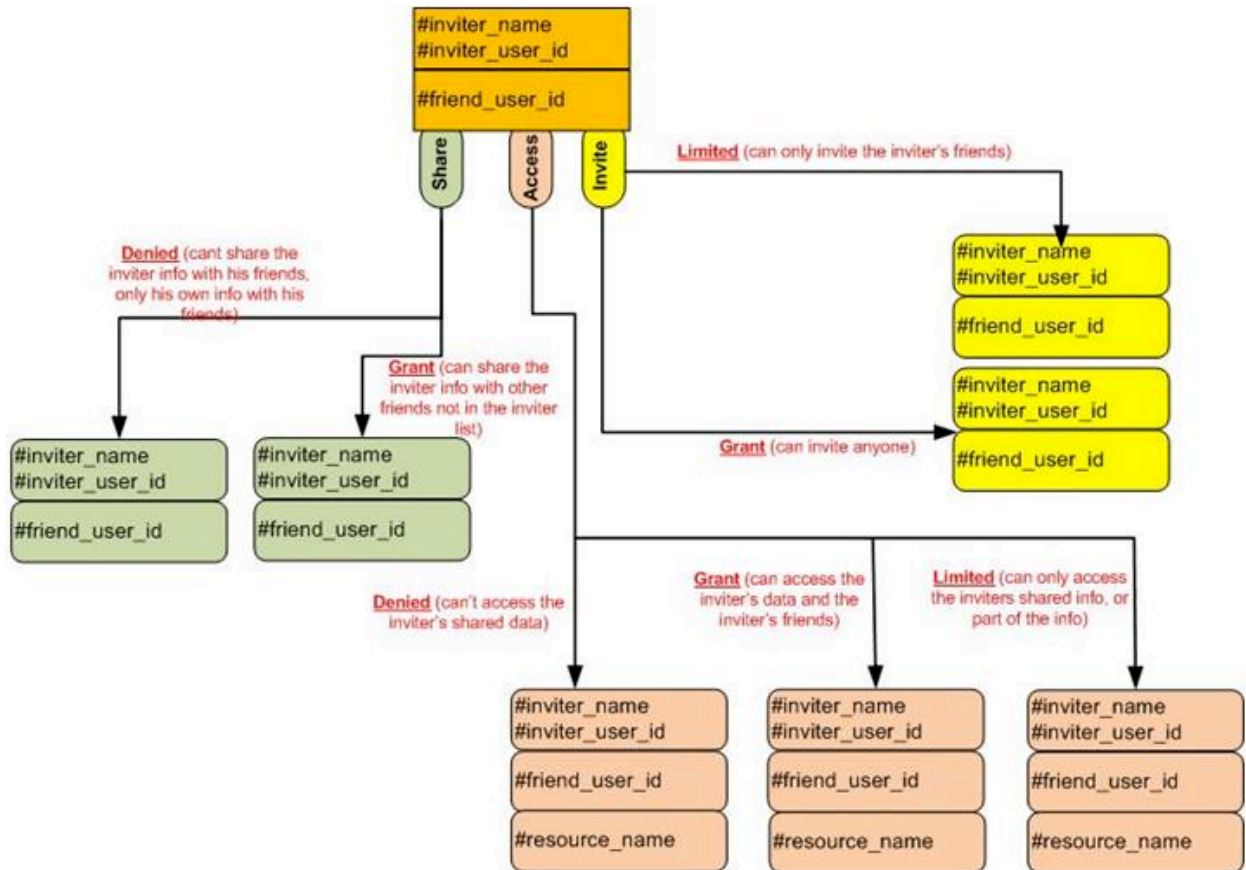 #inviter_name
#inviter_user_id
#friend_user_id
Share
Access
Invite
Limited (can only invite the inviter's friends)
#inviter_name
#inviter_user_id
#friend_user_id
Denied (cant share the
inviter info with his friends,
only his own info with his
friends)
Grant (can share the
inviter info with other
friends not in the inviter
list)
#inviter_name
#inviter_user_id
#friend_user_id
Grant (can invite anyone)
#inviter_name
#inviter_user_id
#friend_user_id
#inviter_name
#inviter_user_id
#friend_user_id
Denied (can't access the
inviter's shared data)
Grant (can access the
inviter's data and the
inviter's friends)
Limited (can only access
the inviters shared info, or
part of the info)
#inviter_name
#inviter_user_id
#friend_user_id
#resource_name
#inviter_name
#inviter_user_id
#friend_user_id
#resource_name
#inviter_name
#inviter_user_id
#friend_user_id
#resource_name